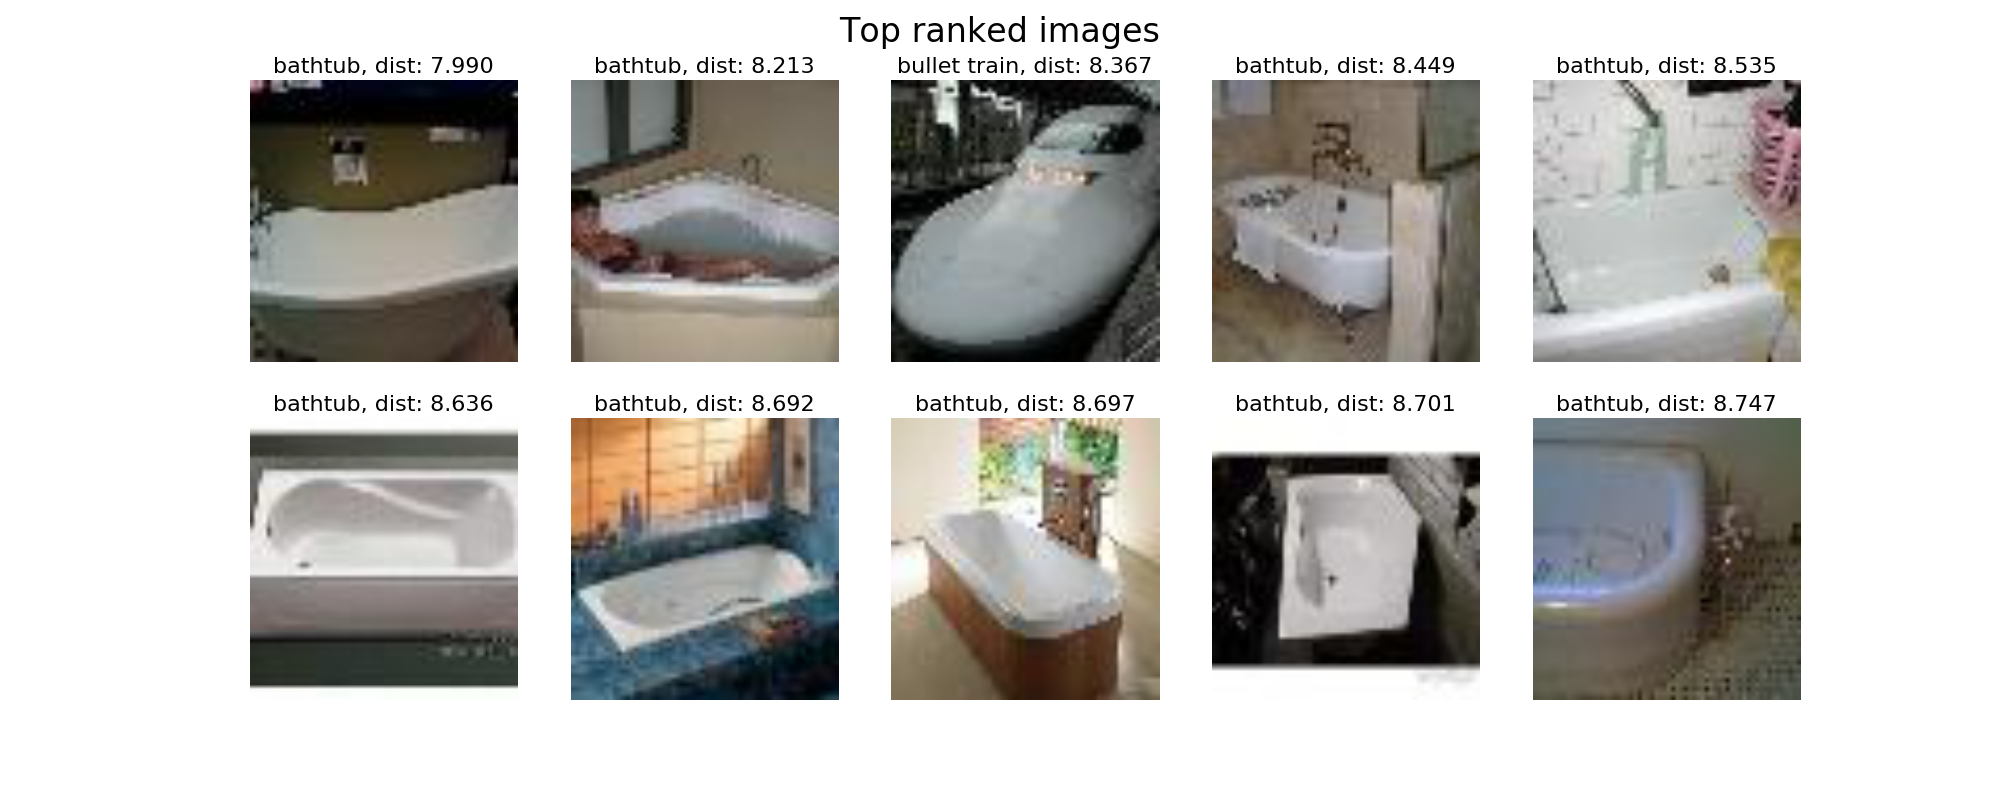 Top ranked images
bathtub, dist: 7.990
bathtub, dist: 8.213
bullet train, dist: 8.367
bathtub, dist: 8.449
bathtub, dist: 8.535
bathtub, dist: 8.636
bathtub, dist: 8.692
bathtub, dist: 8.697
bathtub, dist: 8.701
bathtub, dist: 8.747